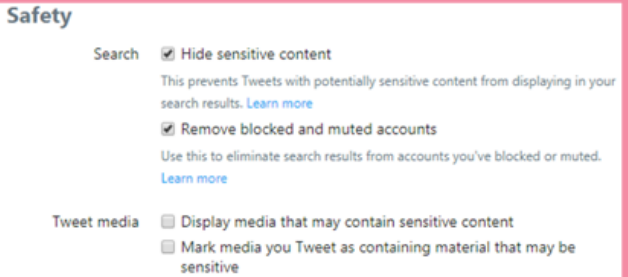 Safety
Search Hide sensitive content
This prevents Tweets with potentially sensitive content from displaying in your
search results. Learn more
Remove blocked and muted accounts
Use this to eliminate search results from accounts you've blocked or muted.
Learn more
Tweet media Display media that may contain sensitive content
Mark media you Tweet as containing material that may be
sensitive